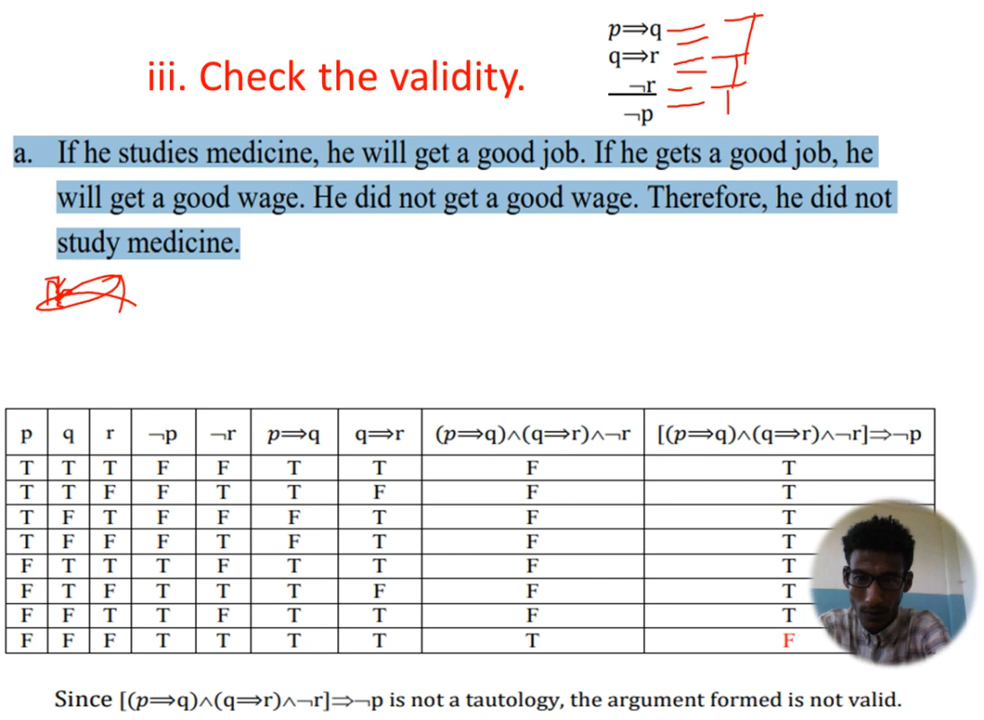 p⟹q
q⟹r
¬r
¬p
iii. Check the validity.
a. If he studies medicine, he will get a good job. If he gets a good job, he
will get a good wage. He did not get a good wage. Therefore, he did not
study medicine.
p q r ¬p ¬r p⟹q q⟹r (p⟹q)∧(q⟹r)∧¬r [(p⟹q)∧(q⟹r)∧¬r]⟹¬p
T T T F F T T F T
T T F F T T F F T
T F T F F F T F T
T F F F T F T F T
F T T T F T T F T
F T F T T T F F T
F F T T F T T F T
F F F T T T T T F
Since [(p⟹q)∧(q⟹r)∧¬r]⟹¬p is not a tautology, the argument formed is not valid.